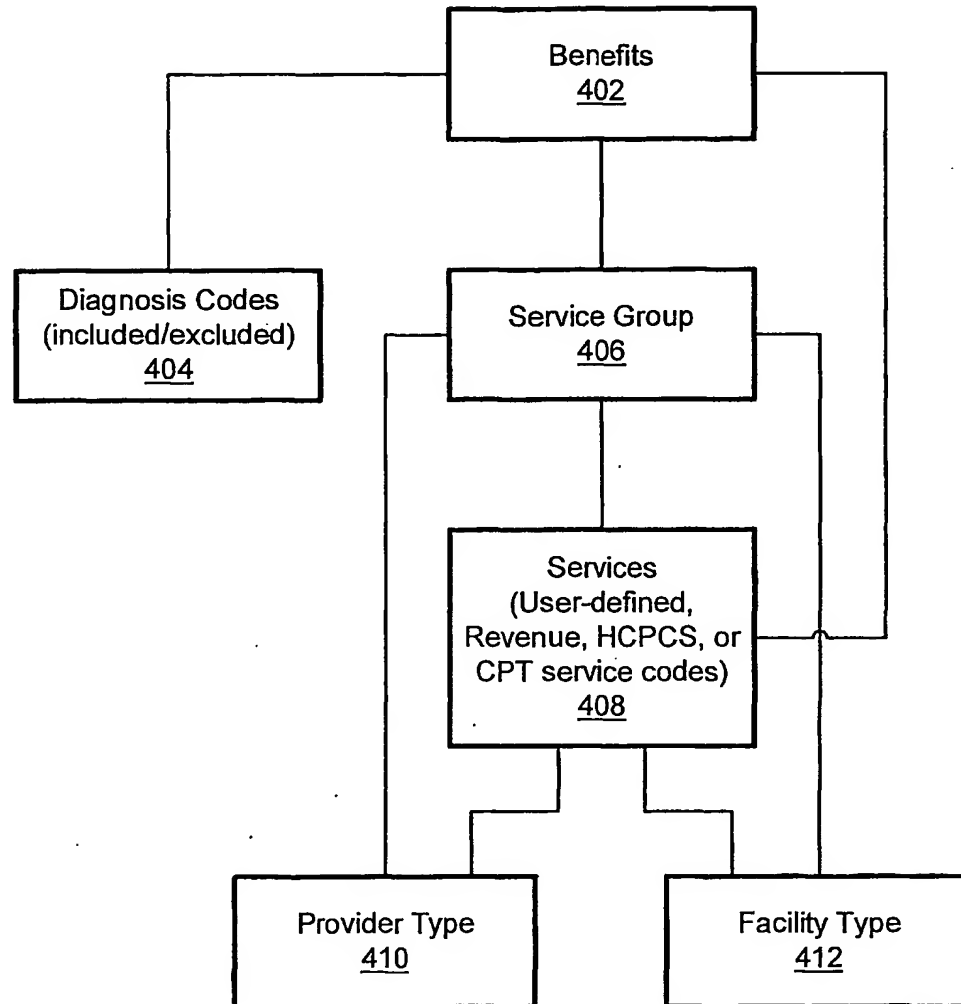 Benefits
402
Diagnosis Codes
(included/excluded)
404
Service Group
406
Services
(User-defined,
Revenue, HCPCS, or
CPT service codes)
408
Provider Type
410
Facility Type
412